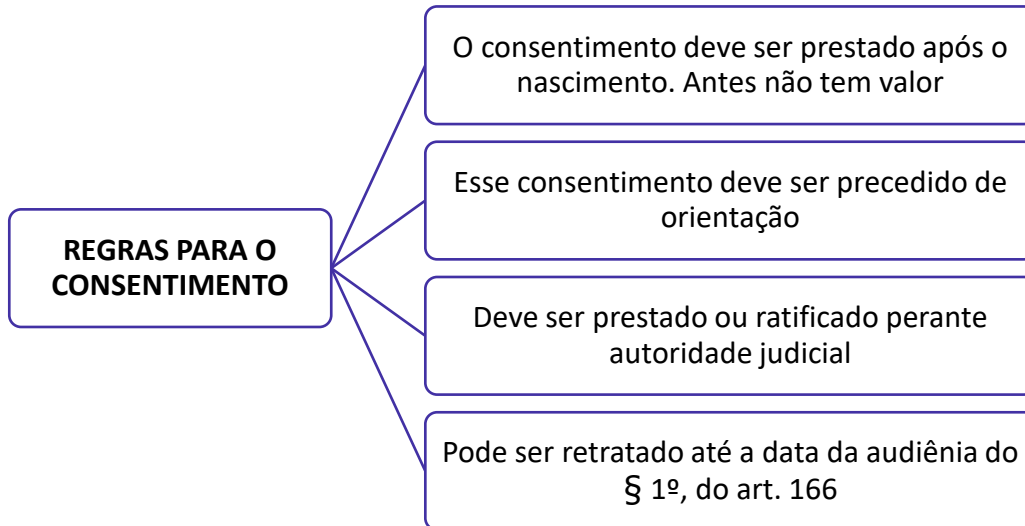 REGRAS PARA O
CONSENTIMENTO
O consentimento deve ser prestado após o
nascimento. Antes não tem valor
Esse consentimento deve ser precedido de
orientação
Deve ser prestado ou ratificado perante
autoridade judicial
Pode ser retratado até a data da audiênia do
§ 1º, do art. 166